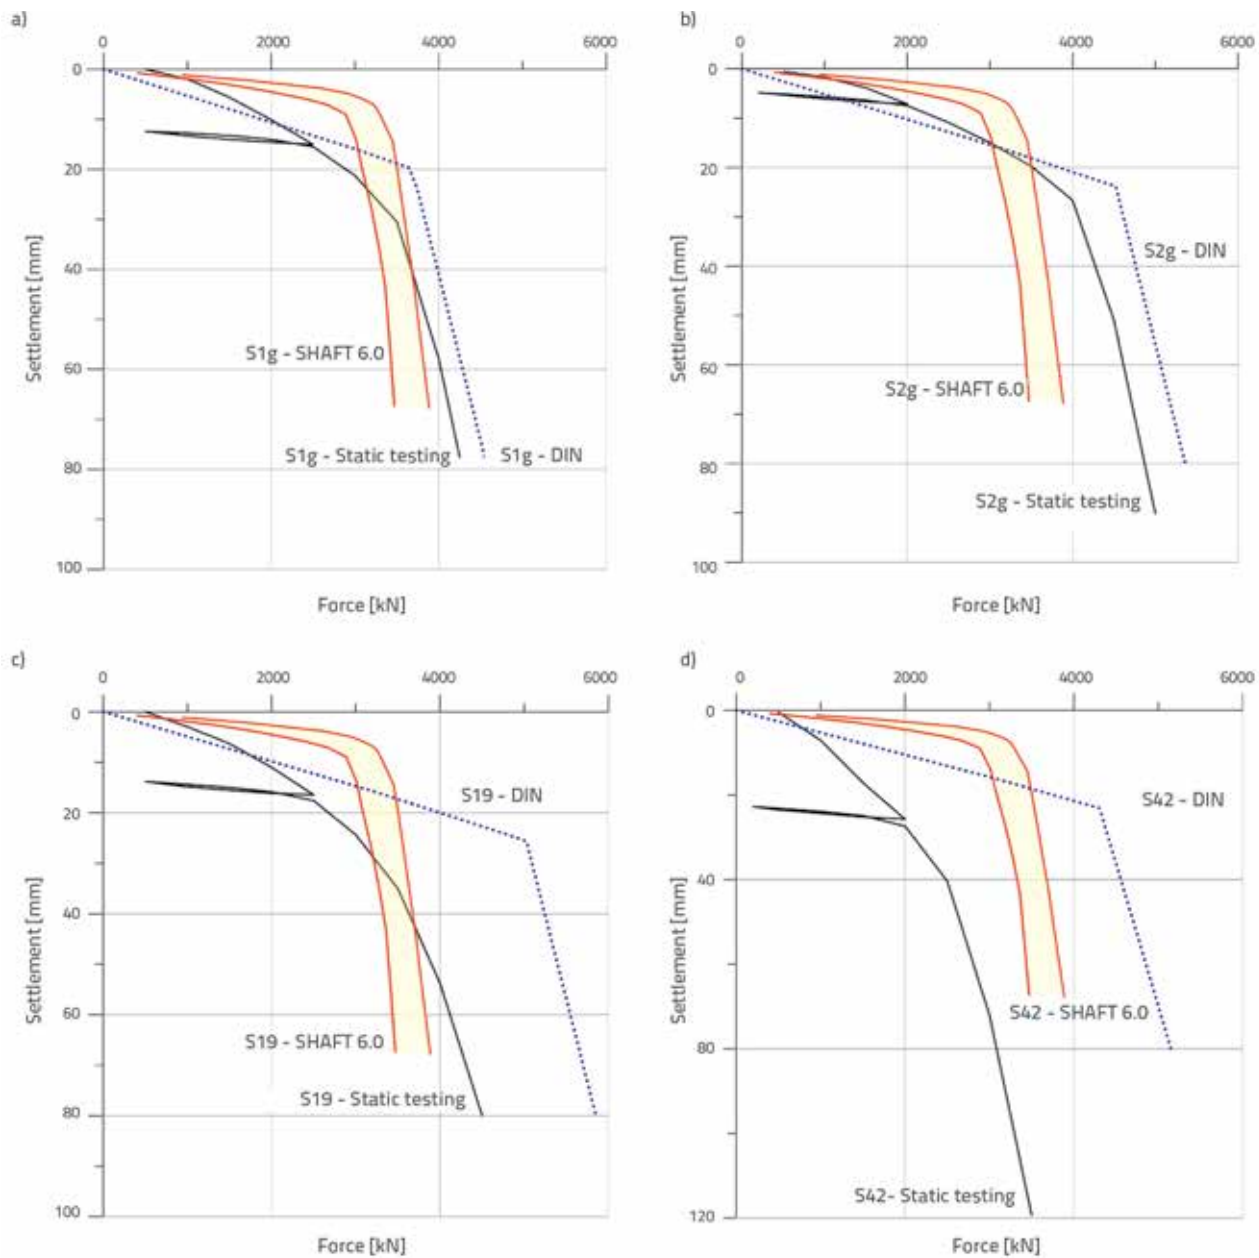 a)
0 2000 4000 6000
0
20
40
60
80
100
Settlement [mm]
S1g - SHAFT 6.0
S1g - Static testing
S1g - DIN
Force [kN]
b)
0 2000 4000 6000
0
20
40
60
80
100
Settlement [mm]
S2g - DIN
S2g - SHAFT 6.0
S2g - Static testing
Force [kN]
c)
0 2000 4000 6000
0
20
40
60
80
100
Settlement [mm]
S19 - DIN
S19 - SHAFT 6.0
S19 - Static testing
Force [kN]
d)
0 2000 4000 6000
0
40
80
120
Settlement [mm]
S42 - DIN
S42 - SHAFT 6.0
S42- Static testing
Force [kN]